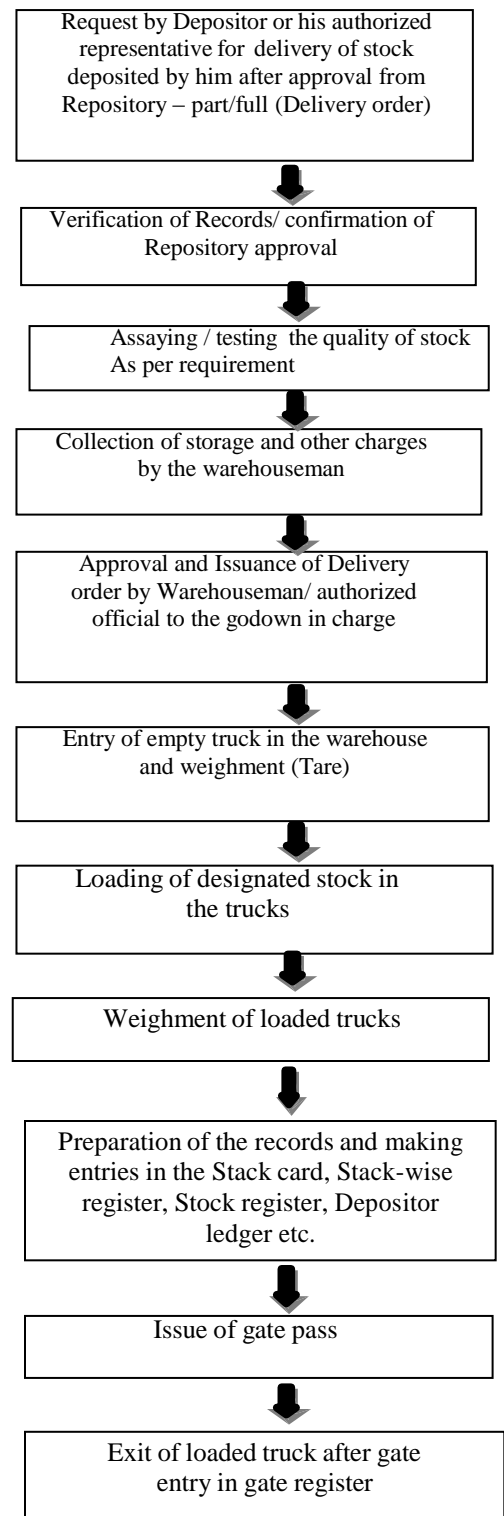 Request by Depositor or his authorized
representative for delivery of stock
deposited by him after approval from
Repository – part/full (Delivery order)
Verification of Records/ confirmation of
Repository approval
Assaying / testing the quality of stock
As per requirement
Collection of storage and other charges
by the warehouseman
Approval and Issuance of Delivery
order by Warehouseman/ authorized
official to the godown in charge
Entry of empty truck in the warehouse
and weighment (Tare)
Loading of designated stock in
the trucks
Weighment of loaded trucks
Preparation of the records and making
entries in the Stack card, Stack-wise
register, Stock register, Depositor
ledger etc.
Issue of gate pass
Exit of loaded truck after gate
entry in gate register